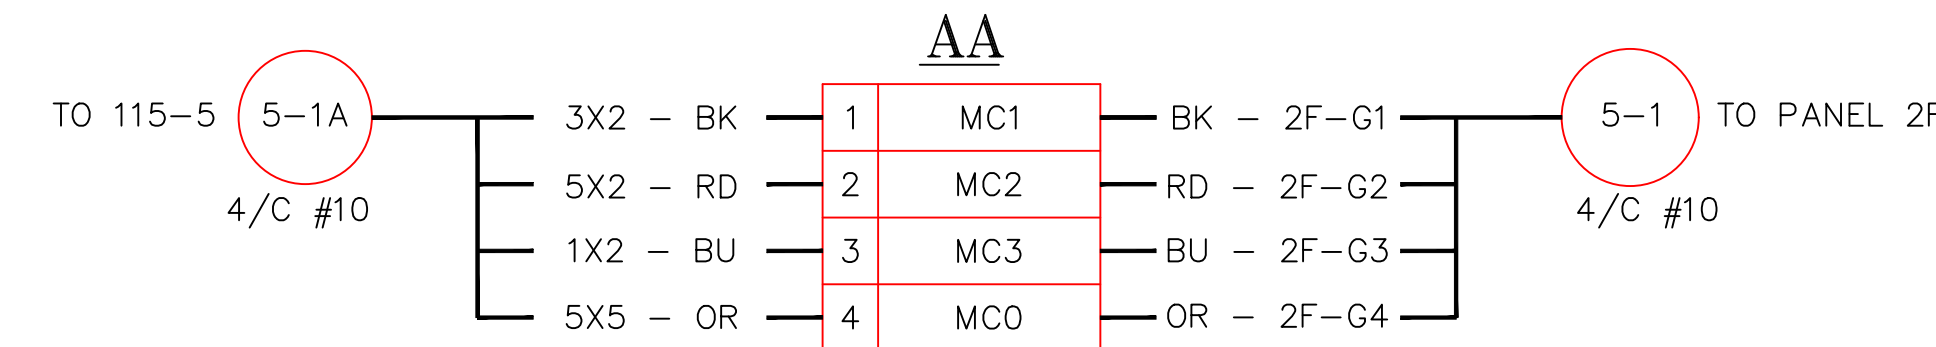 AA
TO 115-5 5-1A 3X2 - BK 1 MC1 BK - 2F-G1 5-1 TO PANEL
5X2 - RD 2 MC2 RD - 2F-G2
4/C #10 4/C #10
1X2 - BU 3 MC3 BU - 2F-G3
5X5 - OR 4 MC0 OR - 2F-G4